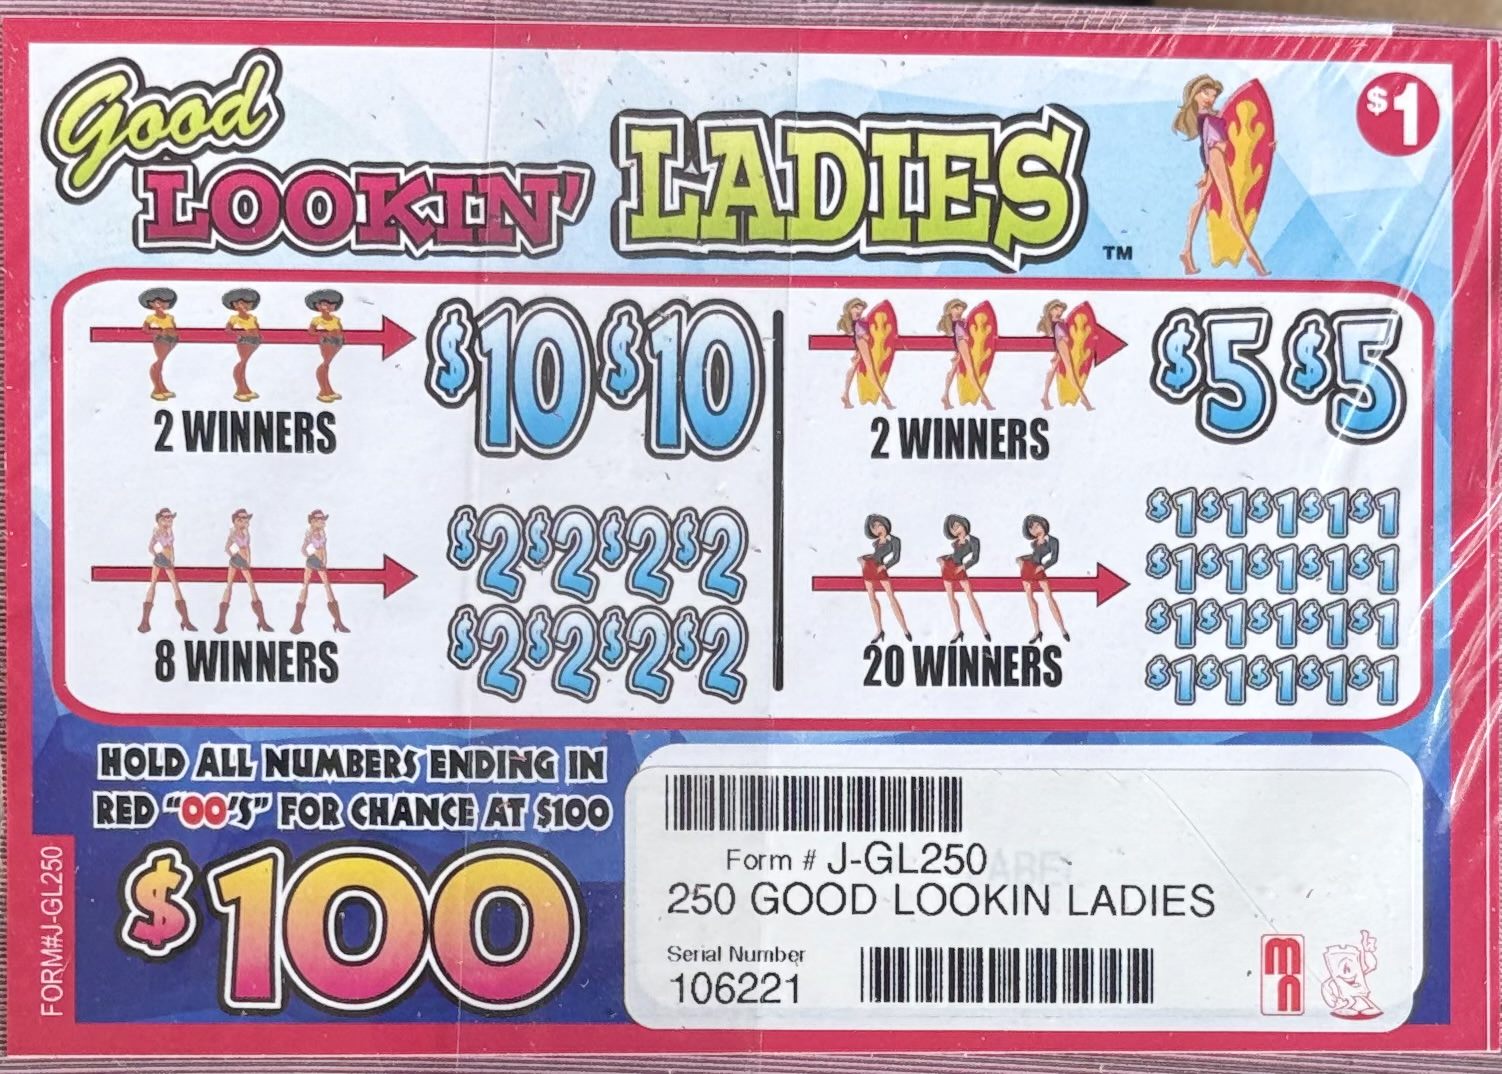 Good
LOOKIN' LADIES ™
$1
$10 $10
2 WINNERS
$5 $5
2 WINNERS
$2 $2 $2 $2
$2 $2 $2 $2
8 WINNERS
$1 $1 $1 $1 $1
$1 $1 $1 $1 $1
$1 $1 $1 $1 $1
$1 $1 $1 $1 $1
20 WINNERS
HOLD ALL NUMBERS ENDING IN
RED "00'S" FOR CHANCE AT $100
$100
FORM#J-GL250
Form # J-GL250
250 GOOD LOOKIN LADIES
Serial Number
106221